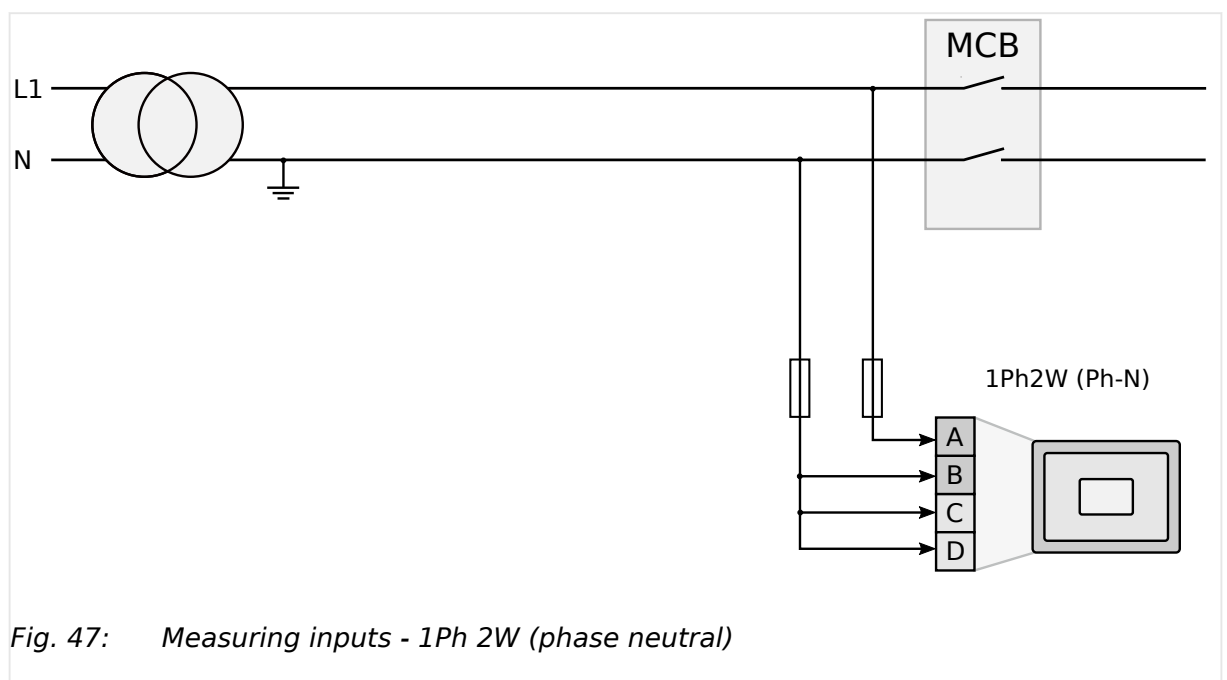 MCB
L1
N
1Ph2W (Ph-N)
A
B
C
D
Fig. 47: Measuring inputs - 1Ph 2W (phase neutral)